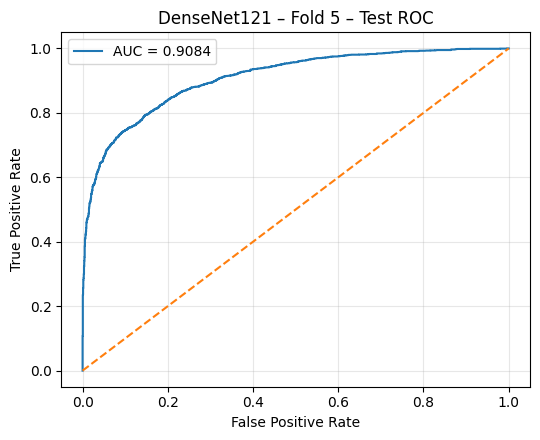 DenseNet121 – Fold 5 – Test ROC
AUC = 0.9084
True Positive Rate
1.0
0.8
0.6
0.4
0.2
0.0
0.0 0.2 0.4 0.6 0.8 1.0
False Positive Rate